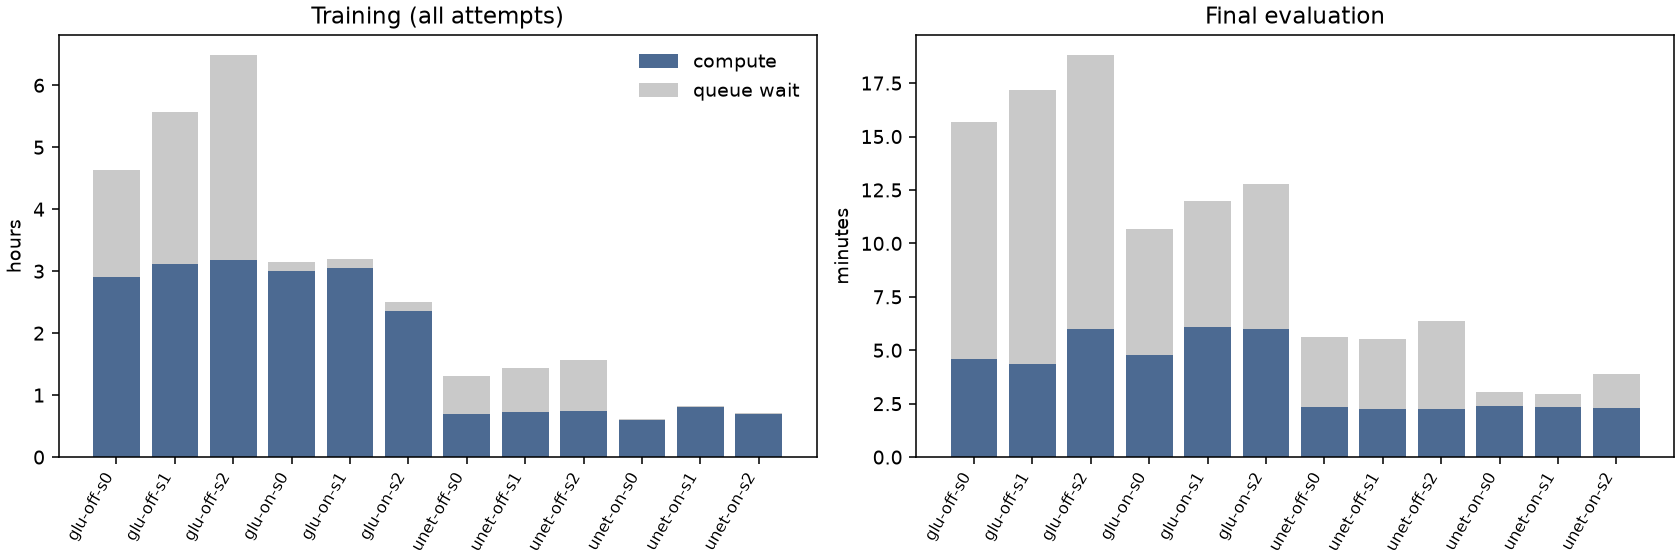 Training (all attempts)
compute
queue wait
hours
6
5
4
3
2
1
0
glu-off-s0
glu-off-s1
glu-off-s2
glu-on-s0
glu-on-s1
glu-on-s2
unet-off-s0
unet-off-s1
unet-off-s2
unet-on-s0
unet-on-s1
unet-on-s2
Final evaluation
minutes
17.5
15.0
12.5
10.0
7.5
5.0
2.5
0.0
glu-off-s0
glu-off-s1
glu-off-s2
glu-on-s0
glu-on-s1
glu-on-s2
unet-off-s0
unet-off-s1
unet-off-s2
unet-on-s0
unet-on-s1
unet-on-s2